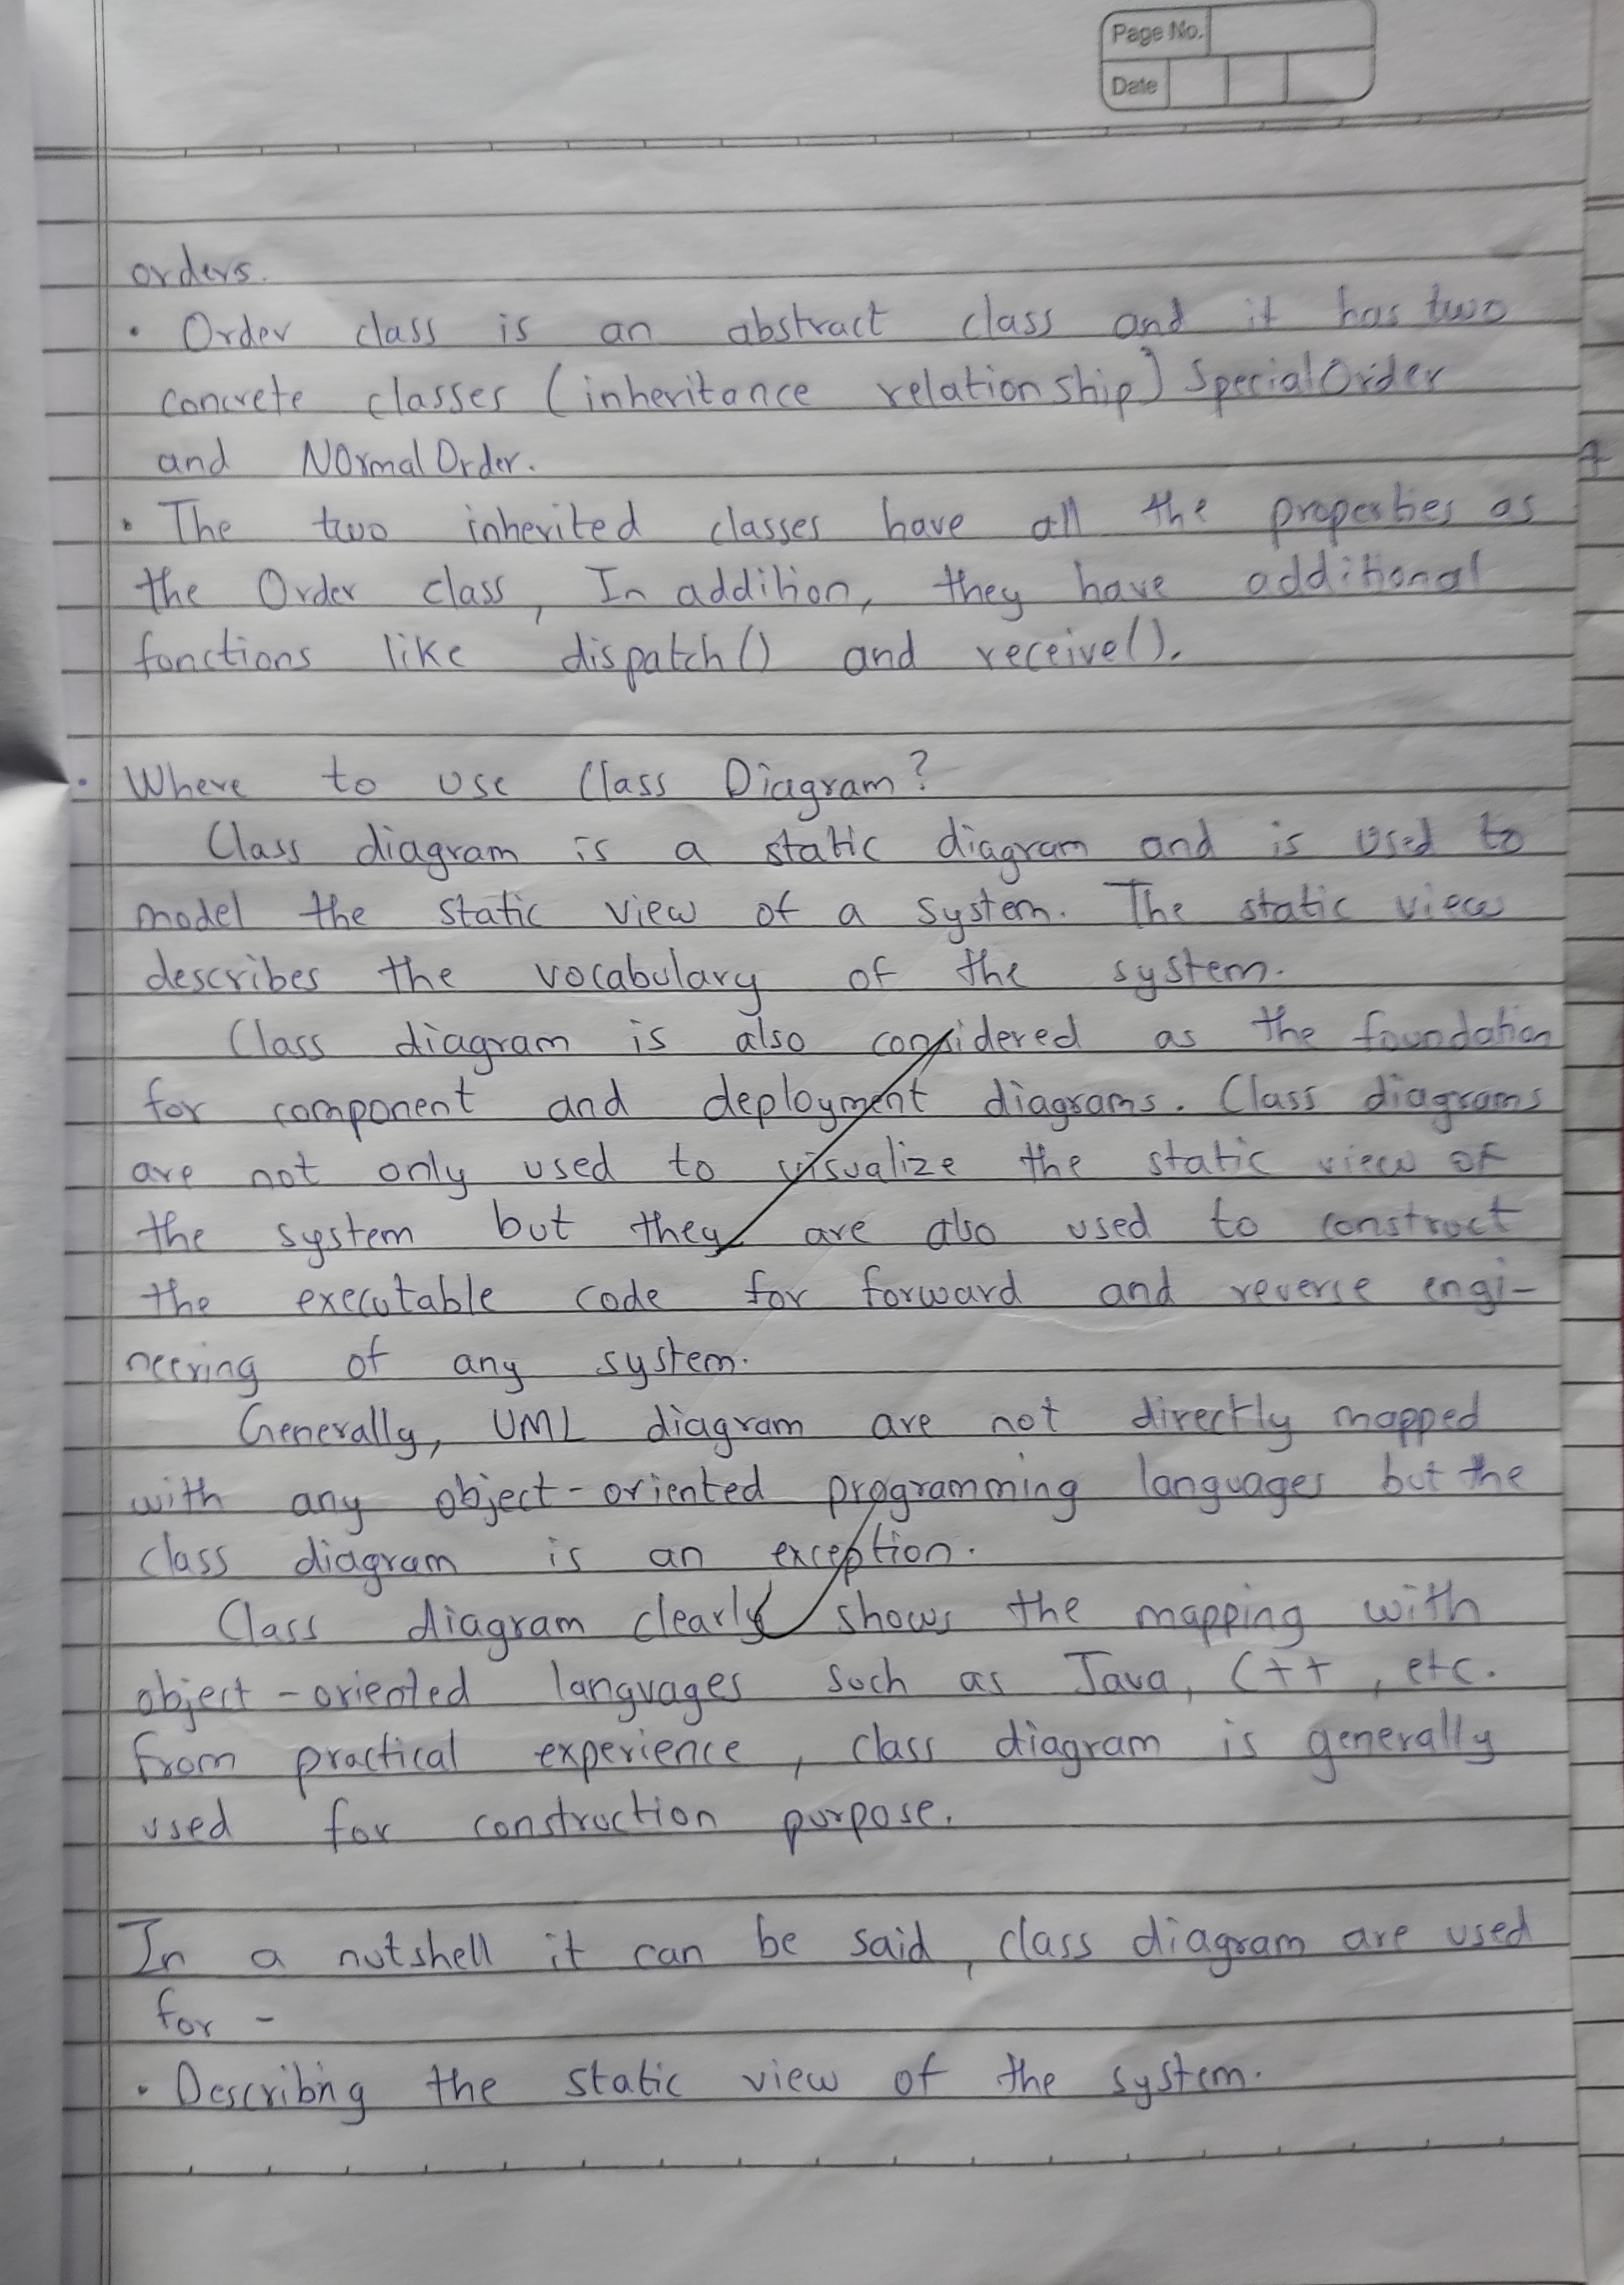 Page No.
Date
orders.
• Order class is an abstract class and it has two
concrete classes (inheritance relationship) SpecialOrder
and NOrmal Order.
• The two inherited classes have all the properties as
the Order class, In addition, they have additional
fonctions like dispatch() and receive().
• Where to use Class Diagram?
Class diagram is a static diagram and is used to
model the static view of a system. The static view
describes the vocabulary of the system.
Class diagram is also considered as the foundation
for component and deployment diagrams. Class diagrams
are not only used to visualize the static view of
the system but they are also used to construct
the executable code for forward and reverse engi-
neering of any system.
Generally, UML diagram are not directly mapped
with any object-oriented programming languages but the
class diagram is an exception.
Class diagram clearly shows the mapping with
object-oriented languages such as Java, C++, etc.
From practical experience, class diagram is generally
used for construction purpose.
In a nutshell it can be said, class diagram are used
for -
• Describing the static view of the system.